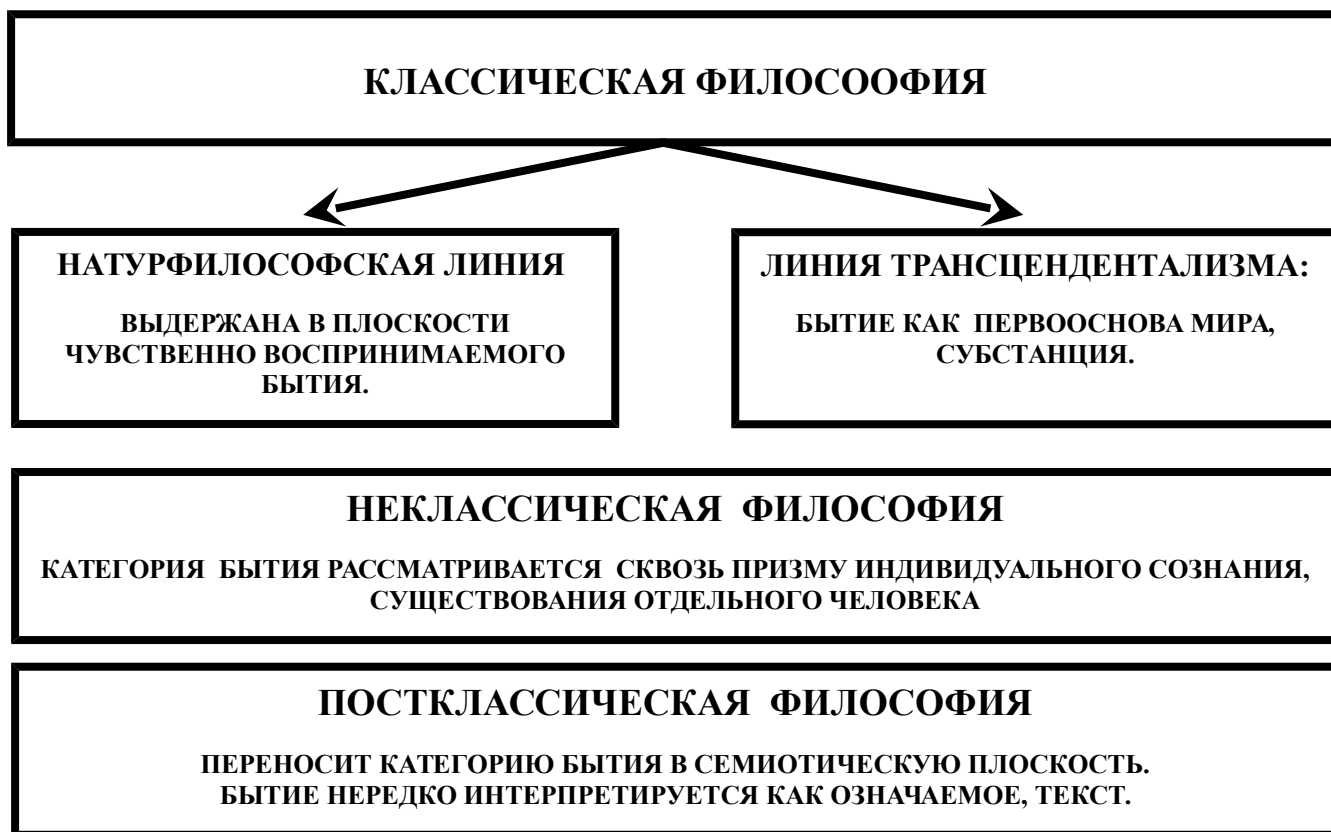 КЛАССИЧЕСКАЯ ФИЛОСООФИЯ
НАТУРФИЛОСОФСКАЯ ЛИНИЯ
ВЫДЕРЖАНА В ПЛОСКОСТИ
ЧУВСТВЕННО ВОСПРИНИМАЕМОГО
БЫТИЯ.
ЛИНИЯ ТРАНСЦЕНДЕНТАЛИЗМА:
БЫТИЕ КАК ПЕРВООСНОВА МИРА,
СУБСТАНЦИЯ.
НЕКЛАССИЧЕСКАЯ ФИЛОСОФИЯ
КАТЕГОРИЯ БЫТИЯ РАССМАТРИВАЕТСЯ СКВОЗЬ ПРИЗМУ ИНДИВИДУАЛЬНОГО СОЗНАНИЯ,
СУЩЕСТВОВАНИЯ ОТДЕЛЬНОГО ЧЕЛОВЕКА
ПОСТКЛАССИЧЕСКАЯ ФИЛОСОФИЯ
ПЕРЕНОСИТ КАТЕГОРИЮ БЫТИЯ В СЕМИОТИЧЕСКУЮ ПЛОСКОСТЬ.
БЫТИЕ НЕРЕДКО ИНТЕРПРЕТИРУЕТСЯ КАК ОЗНАЧАЕМОЕ, ТЕКСТ.